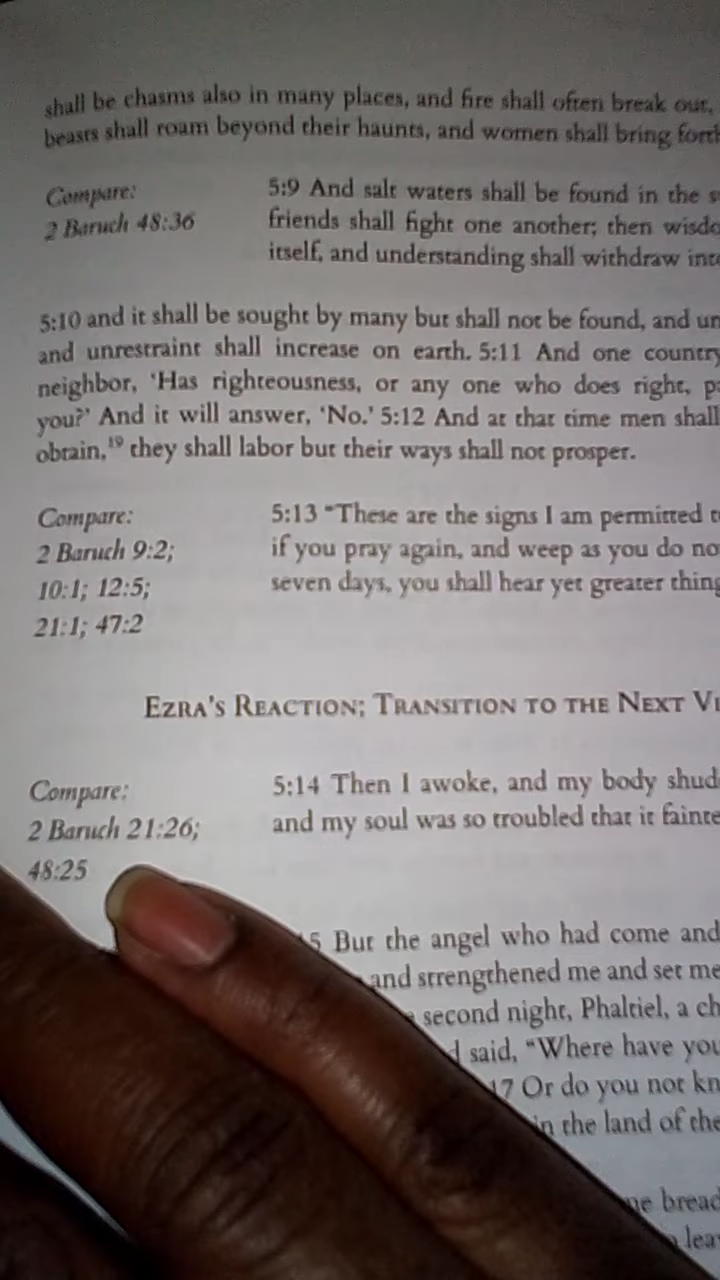 shall be chasms also in many places, and fire shall often break out,
beasts shall roam beyond their haunts, and women shall bring forth
Compare:
2 Baruch 48:36
5:9 And salt waters shall be found in the s
friends shall fight one another; then wisdo
itself, and understanding shall withdraw into
5:10 and it shall be sought by many but shall not be found, and un
and unrestraint shall increase on earth. 5:11 And one country
neighbor, 'Has righteousness, or any one who does right, pa
you?' And it will answer, 'No.' 5:12 And at that time men shall
obtain,¹⁹ they shall labor but their ways shall not prosper.
Compare:
2 Baruch 9:2;
10:1; 12:5;
21:1; 47:2
5:13 "These are the signs I am permitted t
if you pray again, and weep as you do no
seven days, you shall hear yet greater thing
EZRA'S REACTION; TRANSITION TO THE NEXT VI
Compare:
2 Baruch 21:26;
48:25
5:14 Then I awoke, and my body shud
and my soul was so troubled that it fainte
5 But the angel who had come and
and strengthened me and set me
second night, Phaltiel, a ch
d said, "Where have you
17 Or do you not kn
in the land of the
ne bread
lea